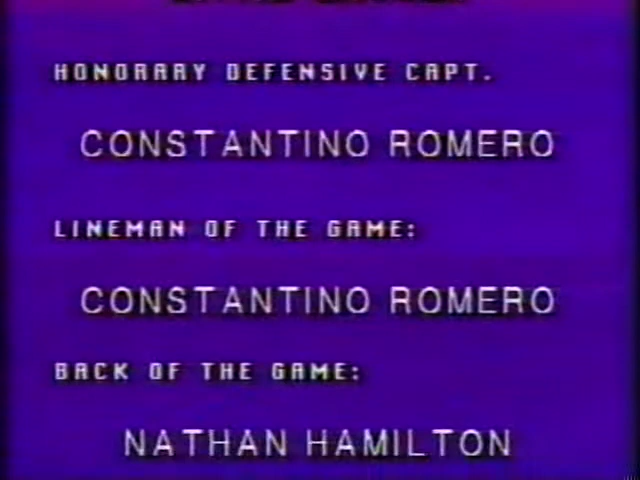 HONORARY DEFENSIVE CAPT.
CONSTANTINO ROMERO
LINEMAN OF THE GAME:
CONSTANTINO ROMERO
BACK OF THE GAME:
NATHAN HAMILTON